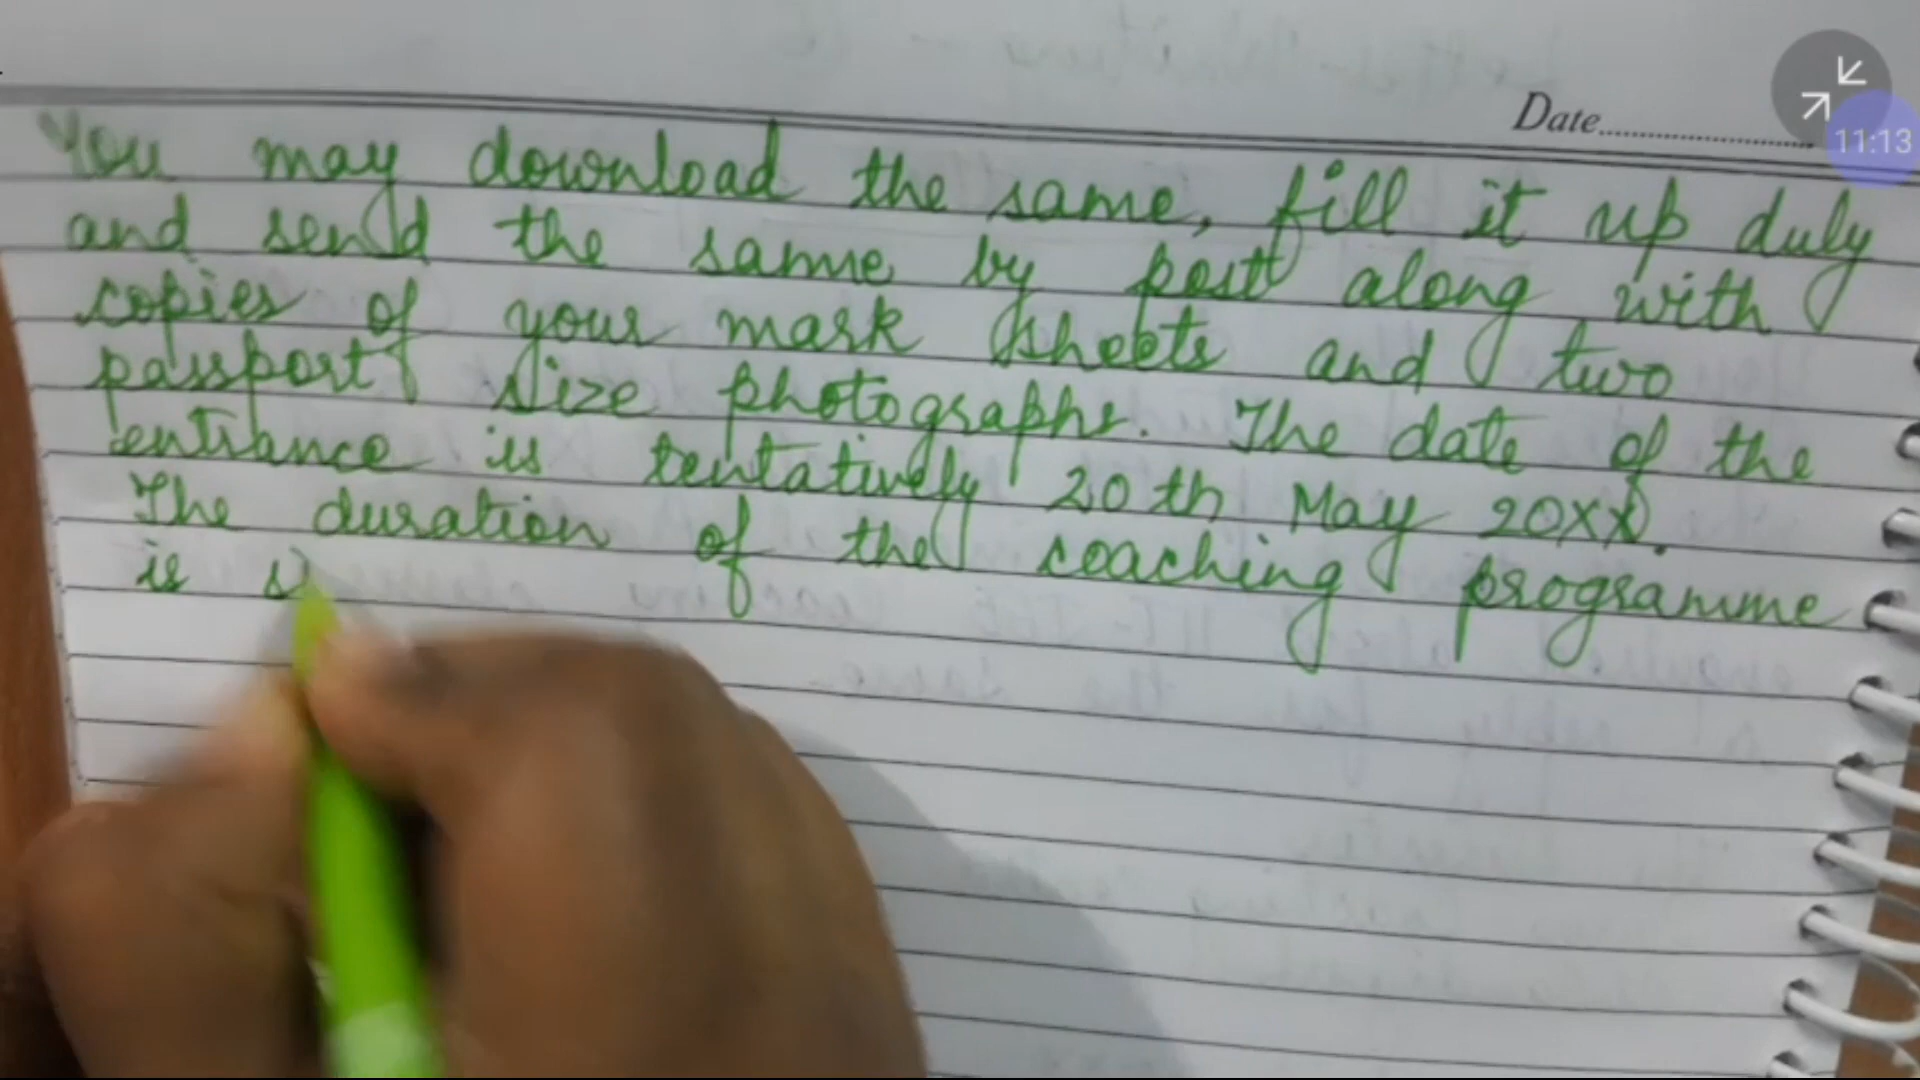 Date
11:13
You may download the same, fill it up duly
and send the same by post along with
copies of your mark sheets and two
passport size photographs. The date of the
entrance is tentatively 20th May 20XX.
The duration of the coaching programme
is